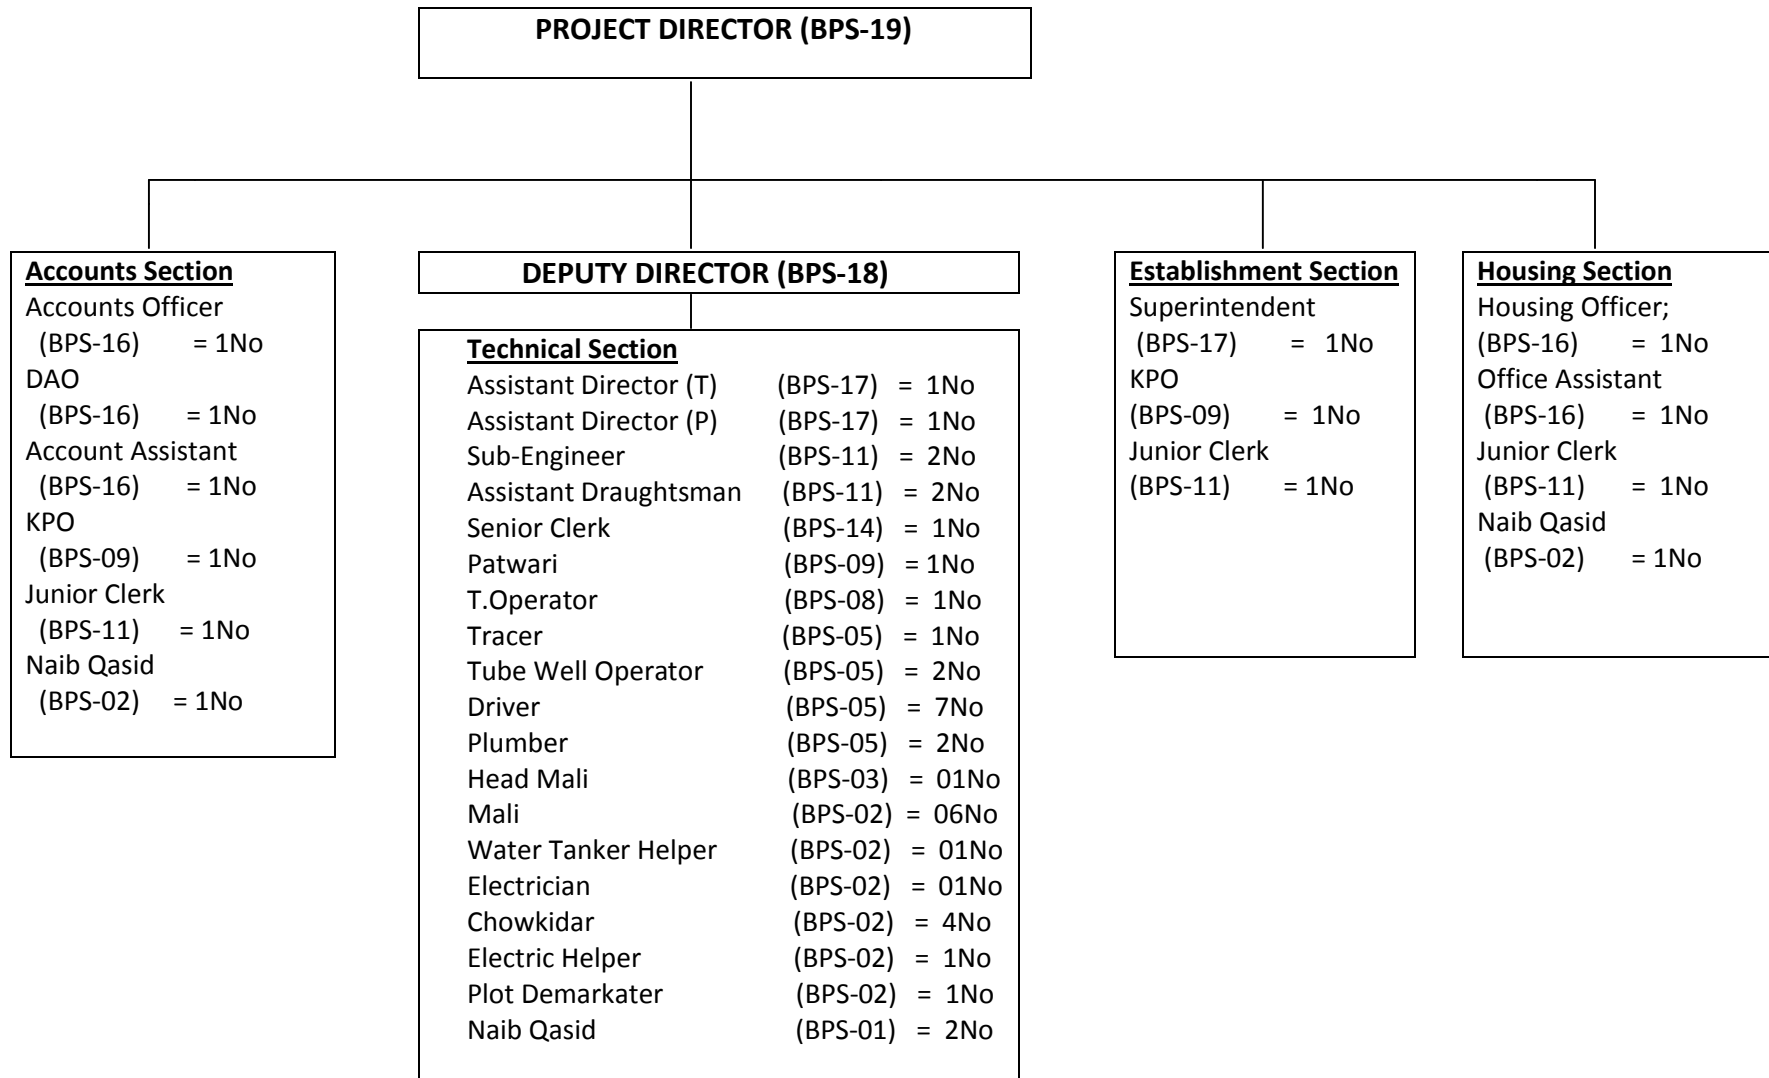 PROJECT DIRECTOR (BPS-19)
Accounts Section
Accounts Officer
(BPS-16) = 1No
DAO
(BPS-16) = 1No
Account Assistant
(BPS-16) = 1No
KPO
(BPS-09) = 1No
Junior Clerk
(BPS-11) = 1No
Naib Qasid
(BPS-02) = 1No
DEPUTY DIRECTOR (BPS-18)
Technical Section
Assistant Director (T) (BPS-17) = 1No
Assistant Director (P) (BPS-17) = 1No
Sub-Engineer (BPS-11) = 2No
Assistant Draughtsman (BPS-11) = 2No
Senior Clerk (BPS-14) = 1No
Patwari (BPS-09) = 1No
T.Operator (BPS-08) = 1No
Tracer (BPS-05) = 1No
Tube Well Operator (BPS-05) = 2No
Driver (BPS-05) = 7No
Plumber (BPS-05) = 2No
Head Mali (BPS-03) = 01No
Mali (BPS-02) = 06No
Water Tanker Helper (BPS-02) = 01No
Electrician (BPS-02) = 01No
Chowkidar (BPS-02) = 4No
Electric Helper (BPS-02) = 1No
Plot Demarkater (BPS-02) = 1No
Naib Qasid (BPS-01) = 2No
Establishment Section
Superintendent
(BPS-17) = 1No
KPO
(BPS-09) = 1No
Junior Clerk
(BPS-11) = 1No
Housing Section
Housing Officer;
(BPS-16) = 1No
Office Assistant
(BPS-16) = 1No
Junior Clerk
(BPS-11) = 1No
Naib Qasid
(BPS-02) = 1No